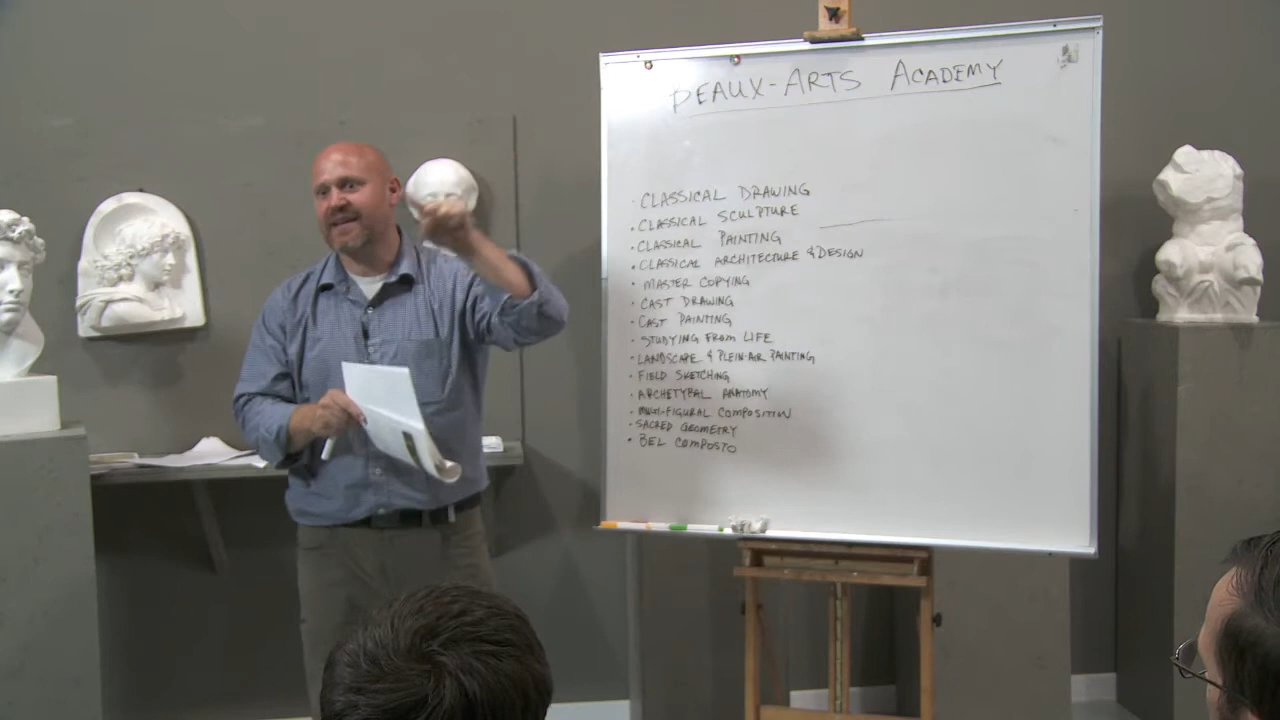 BEAUX-ARTS ACADEMY
· CLASSICAL DRAWING
· CLASSICAL SCULPTURE
· CLASSICAL PAINTING
· CLASSICAL ARCHITECTURE & DESIGN
· MASTER COPYING
· CAST DRAWING
· CAST PAINTING
· STUDYING FROM LIFE
· LANDSCAPE & PLEIN-AIR PAINTING
· FIELD SKETCHING
· ARCHETYPAL ANATOMY
· MULTI-FIGURAL COMPOSITION
· SACRED GEOMETRY
· BEL COMPOSTO